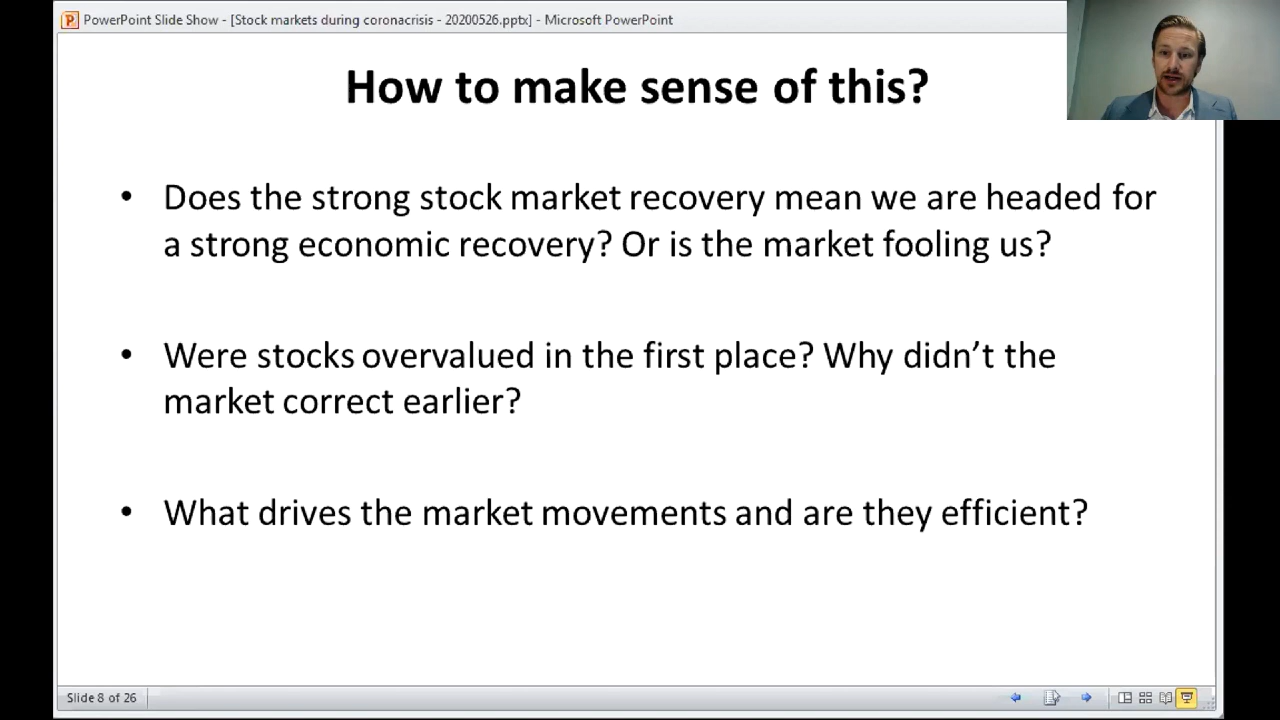 PowerPoint Slide Show - [Stock markets during coronacrisis - 20200526.pptx] - Microsoft PowerPoint
How to make sense of this?
• Does the strong stock market recovery mean we are headed for
a strong economic recovery? Or is the market fooling us?
• Were stocks overvalued in the first place? Why didn’t the
market correct earlier?
• What drives the market movements and are they efficient?
Slide 8 of 26